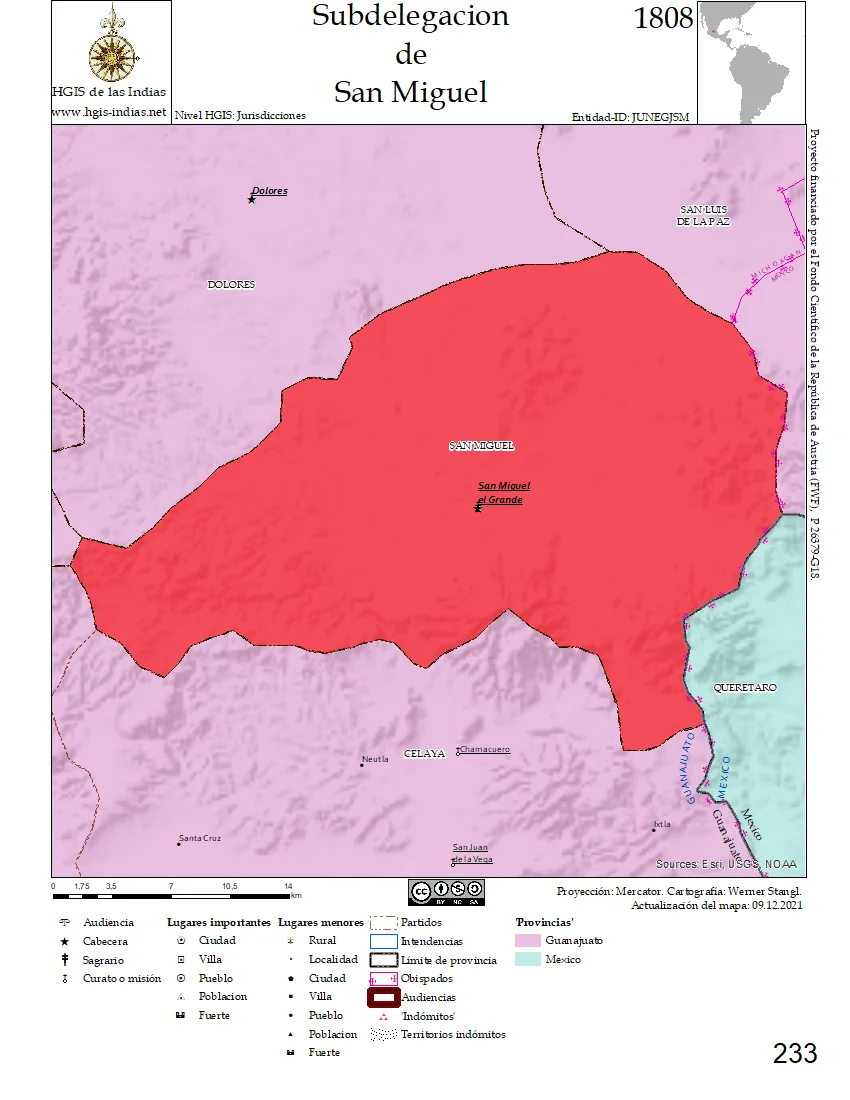 Subdelegacion
de
San Miguel
1808
HGIS de las Indias
www.hgis-indias.net
Nivel HGIS: Jurisdicciones
Entidad-ID: JUNEGJSM
Proyecto financiado por el Fondo Científico de la República de Austria (FWF), P 26379-G18.
Dolores
SAN LUIS
DE LA PAZ
MICHOACAN
MEXICO
DOLORES
SAN MIGUEL
San Miguel
el Grande
QUERETARO
CELAYA
Chamacuero
Neutla
GUANAJUATO
MEXICO
Guanajuato
Mexico
Ixtla
Santa Cruz
San Juan
de la Vega
Sources: Esri, USGS, NOAA
0 1,75 3,5 7 10,5 14
km
CC BY NC SA
Proyección: Mercator. Cartografía: Werner Stangl.
Actualización del mapa: 09.12.2021
Audiencia
Cabecera
Sagrario
Curato o misión
Lugares importantes
Ciudad
Villa
Pueblo
Poblacion
Fuerte
Lugares menores
Rural
Localidad
Ciudad
Villa
Pueblo
Poblacion
Fuerte
Partidos
Intendencias
Límite de provincia
Obispados
Audiencias
'Indómitos'
Territorios indómitos
'Provincias'
Guanajuato
Mexico
233